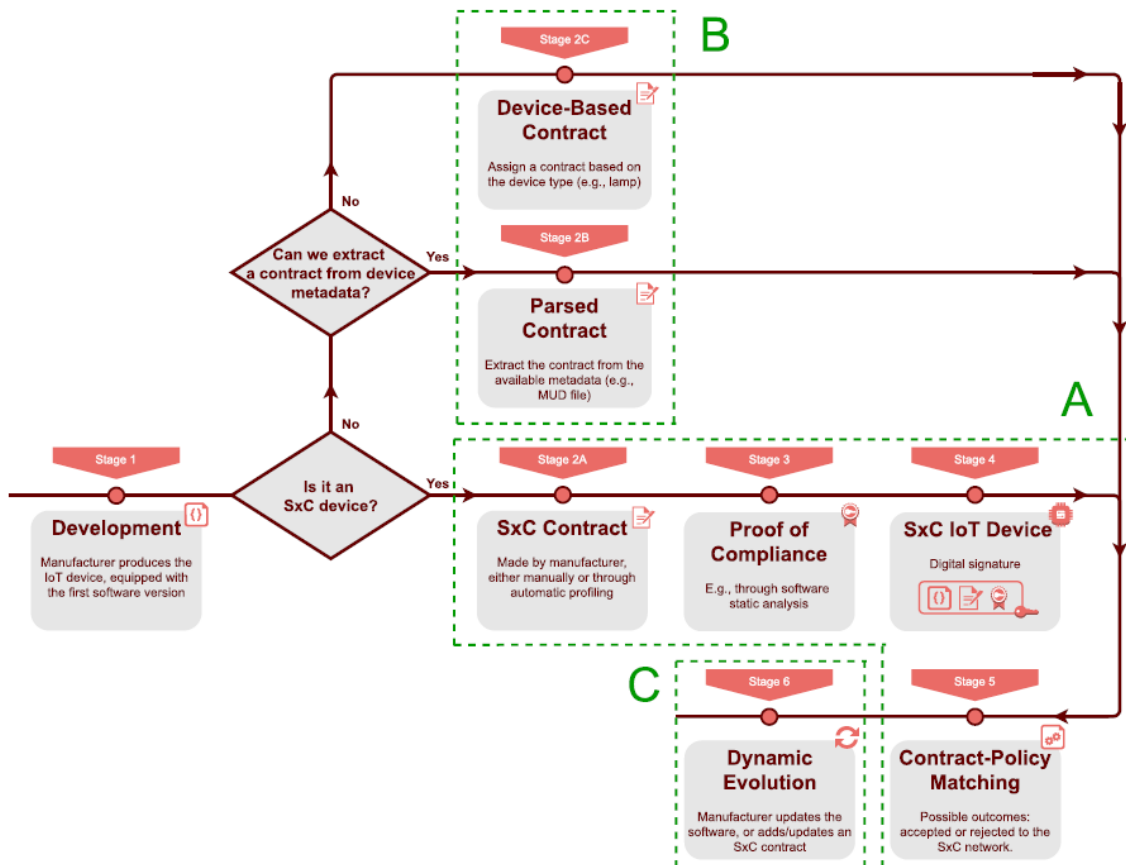 Stage 2C
B
Device-Based
Contract
Assign a contract based on
the device type (e.g., lamp)
No
Can we extract
a contract from device
metadata?
Yes
Stage 2B
Parsed
Contract
Extract the contract from the
available metadata (e.g.,
MUD file)
A
No
Stage 1
Development
Manufacturer produces the
IoT device, equipped with
the first software version
Is it an
SxC device?
Yes
Stage 2A
SxC Contract
Made by manufacturer,
either manually or through
automatic profiling
Stage 3
Proof of
Compliance
E.g., through software
static analysis
Stage 4
SxC IoT Device
Digital signature
C
Stage 6
Dynamic
Evolution
Manufacturer updates the
software, or adds/updates an
SxC contract
Stage 5
Contract-Policy
Matching
Possible outcomes:
accepted or rejected to the
SxC network.